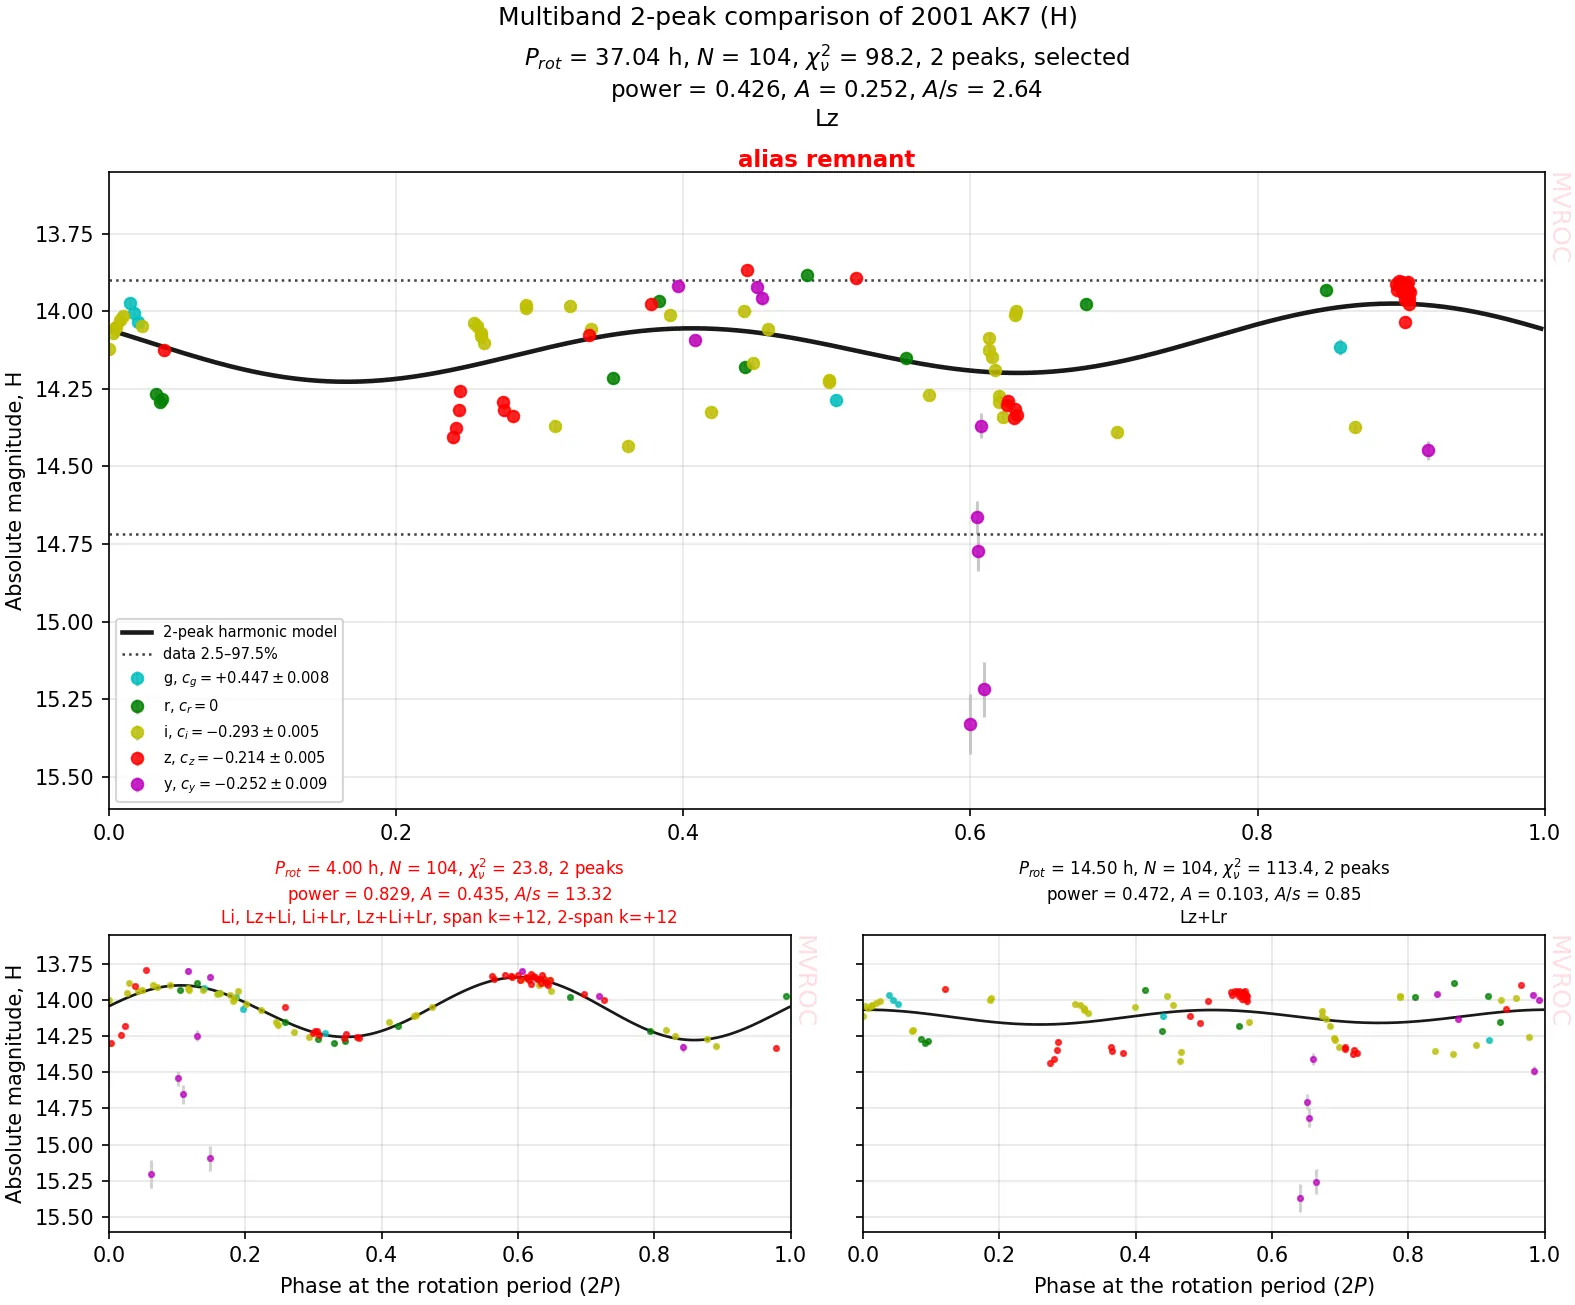 Multiband 2-peak comparison of 2001 AK7 (H)
P_rot = 37.04 h, N = 104, χ²_ν = 98.2, 2 peaks, selected
power = 0.426, A = 0.252, A/s = 2.64
Lz
alias remnant
MVROC
Absolute magnitude, H
13.75
14.00
14.25
14.50
14.75
15.00
15.25
15.50
2-peak harmonic model
data 2.5–97.5%
g, c_g = +0.447 ± 0.008
r, c_r = 0
i, c_i = −0.293 ± 0.005
z, c_z = −0.214 ± 0.005
y, c_y = −0.252 ± 0.009
0.0 0.2 0.4 0.6 0.8 1.0
P_rot = 4.00 h, N = 104, χ²_ν = 23.8, 2 peaks
power = 0.829, A = 0.435, A/s = 13.32
Li, Lz+Li, Li+Lr, Lz+Li+Lr, span k=+12, 2-span k=+12
MVROC
Absolute magnitude, H
13.75
14.00
14.25
14.50
14.75
15.00
15.25
15.50
0.0 0.2 0.4 0.6 0.8 1.0
Phase at the rotation period (2P)
P_rot = 14.50 h, N = 104, χ²_ν = 113.4, 2 peaks
power = 0.472, A = 0.103, A/s = 0.85
Lz+Lr
MVROC
0.0 0.2 0.4 0.6 0.8 1.0
Phase at the rotation period (2P)